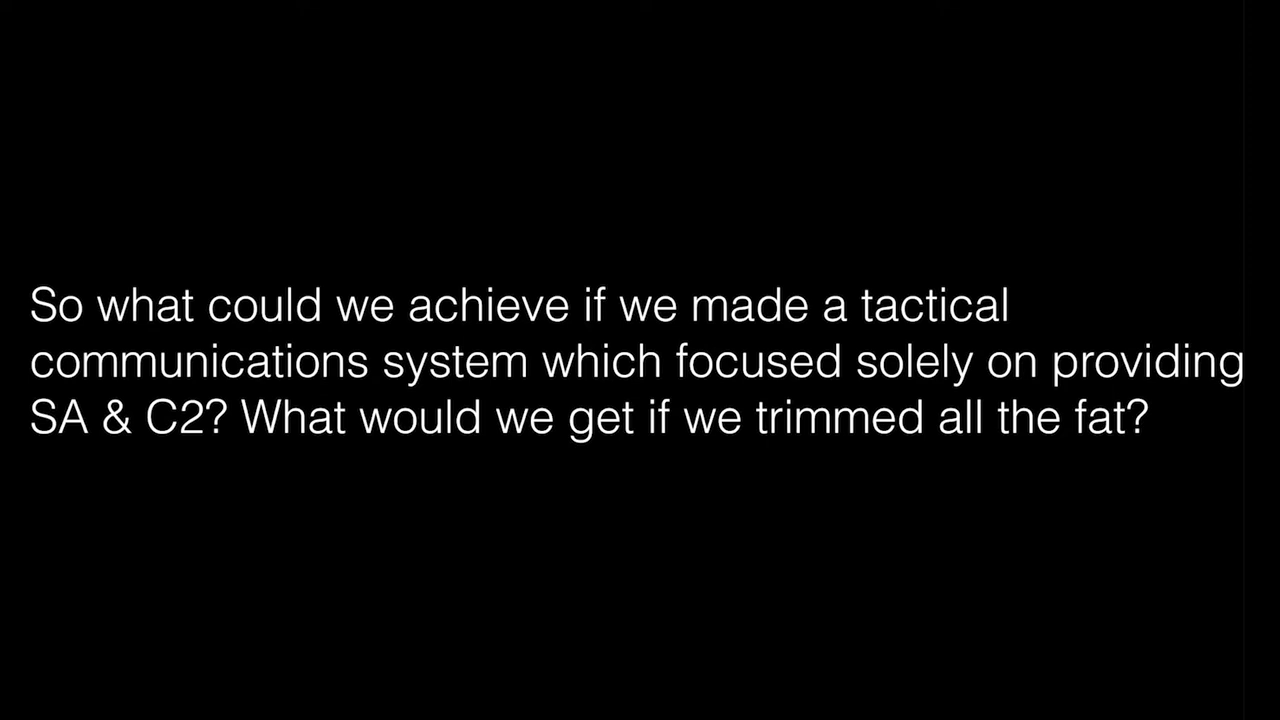 So what could we achieve if we made a tactical
communications system which focused solely on providing
SA & C2? What would we get if we trimmed all the fat?